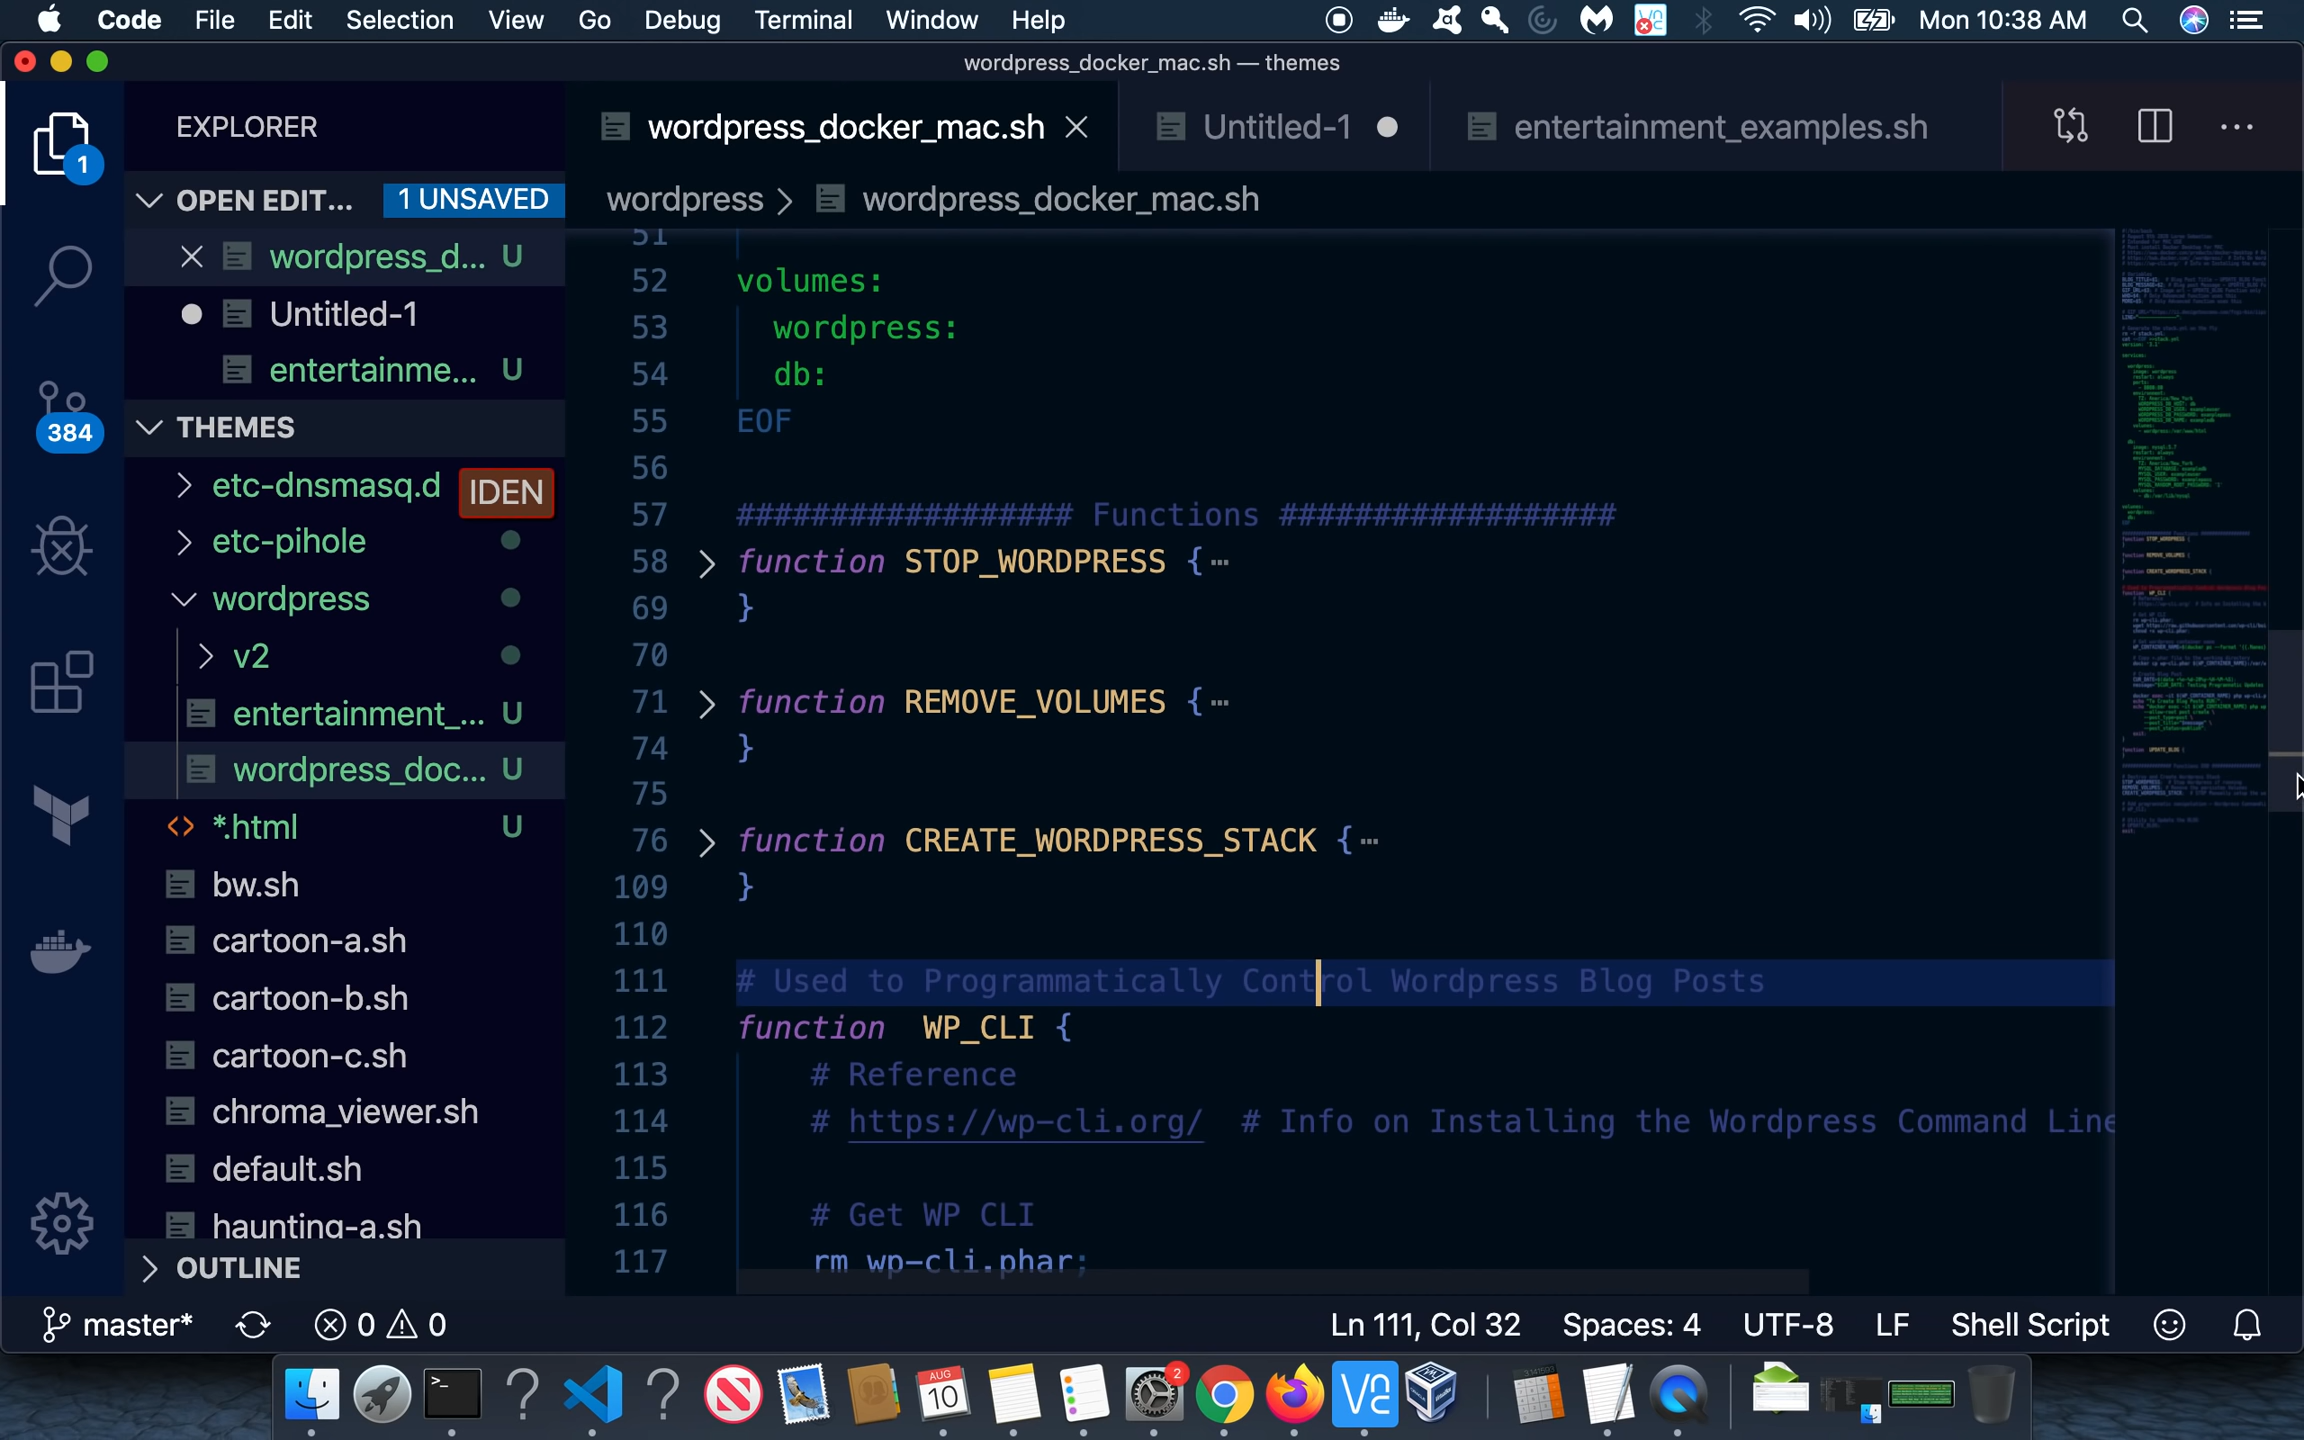 Code File Edit Selection View Go Debug Terminal Window Help Mon 10:38 AM
wordpress_docker_mac.sh — themes
EXPLORER
1
OPEN EDIT... 1 UNSAVED
wordpress_d... U
Untitled-1
entertainme... U
384
THEMES
etc-dnsmasq.d IDEN
etc-pihole
wordpress
v2
entertainment_... U
wordpress_doc... U
*.html U
bw.sh
cartoon-a.sh
cartoon-b.sh
cartoon-c.sh
chroma_viewer.sh
default.sh
haunting-a.sh
OUTLINE
wordpress_docker_mac.sh Untitled-1 entertainment_examples.sh
wordpress > wordpress_docker_mac.sh
51
52 volumes:
53 wordpress:
54 db:
55 EOF
56
57 ################## Functions ##################
58 function STOP_WORDPRESS {…
69 }
70
71 function REMOVE_VOLUMES {…
74 }
75
76 function CREATE_WORDPRESS_STACK {…
109 }
110
111 # Used to Programmatically Control Wordpress Blog Posts
112 function  WP_CLI {
113 # Reference
114 # https://wp-cli.org/  # Info on Installing the Wordpress Command Line
115
116 # Get WP CLI
117 rm wp-cli.phar;
master* 0 0 Ln 111, Col 32 Spaces: 4 UTF-8 LF Shell Script
AUG
10
2